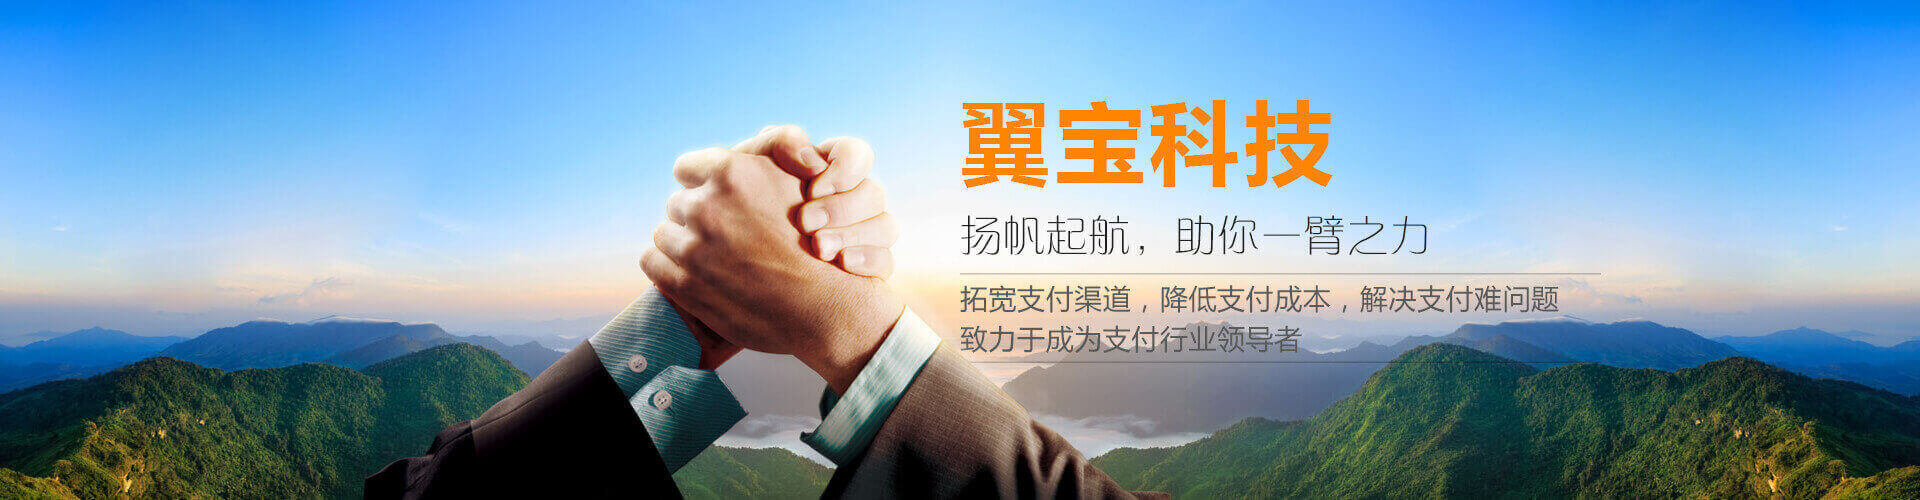 翼宝科技
扬帆起航，助你一臂之力
拓宽支付渠道，降低支付成本，解决支付难问题
致力于成为支付行业领导者